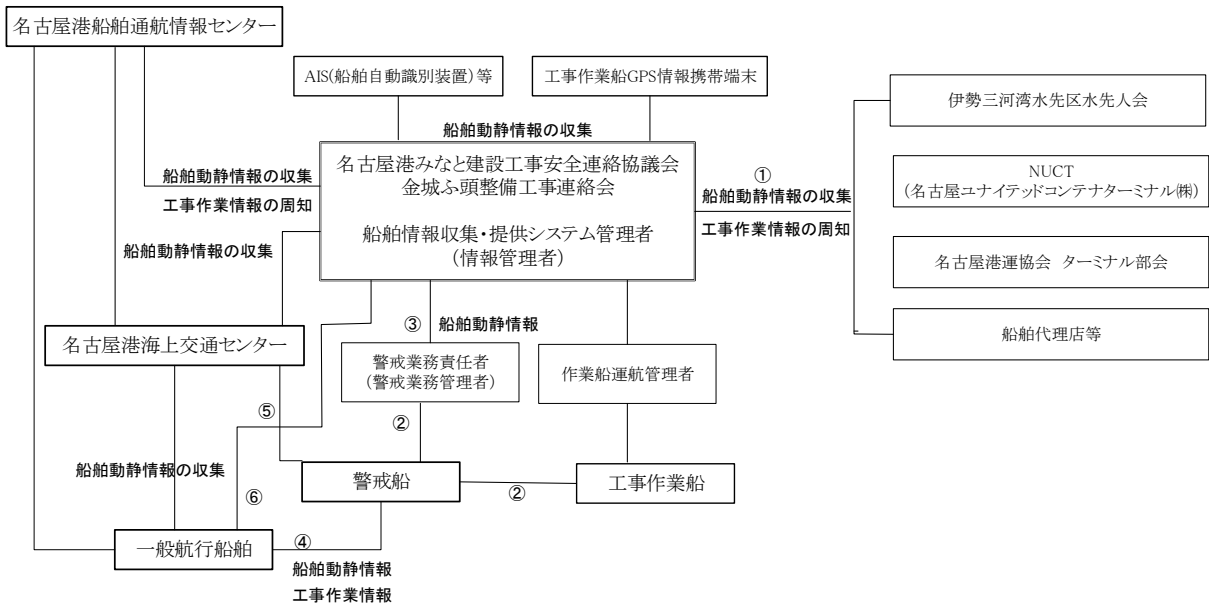 名古屋港船舶通航情報センター
AIS(船舶自動識別装置)等
工事作業船GPS情報携帯端末
船舶動静情報の収集
伊勢三河湾水先区水先人会
名古屋港みなと建設工事安全連絡協議会
金城ふ頭整備工事連絡会
船舶情報収集・提供システム管理者
(情報管理者)
船舶動静情報の収集
工事作業情報の周知
①
船舶動静情報の収集
工事作業情報の周知
NUCT
(名古屋ユナイテッドコンテナターミナル㈱)
船舶動静情報の収集
名古屋港運協会 ターミナル部会
③
船舶動静情報
船舶代理店等
名古屋港海上交通センター
警戒業務責任者
(警戒業務管理者)
作業船運航管理者
⑤
②
船舶動静情報の収集
警戒船
②
工事作業船
⑥
一般航行船舶
④
船舶動静情報
工事作業情報